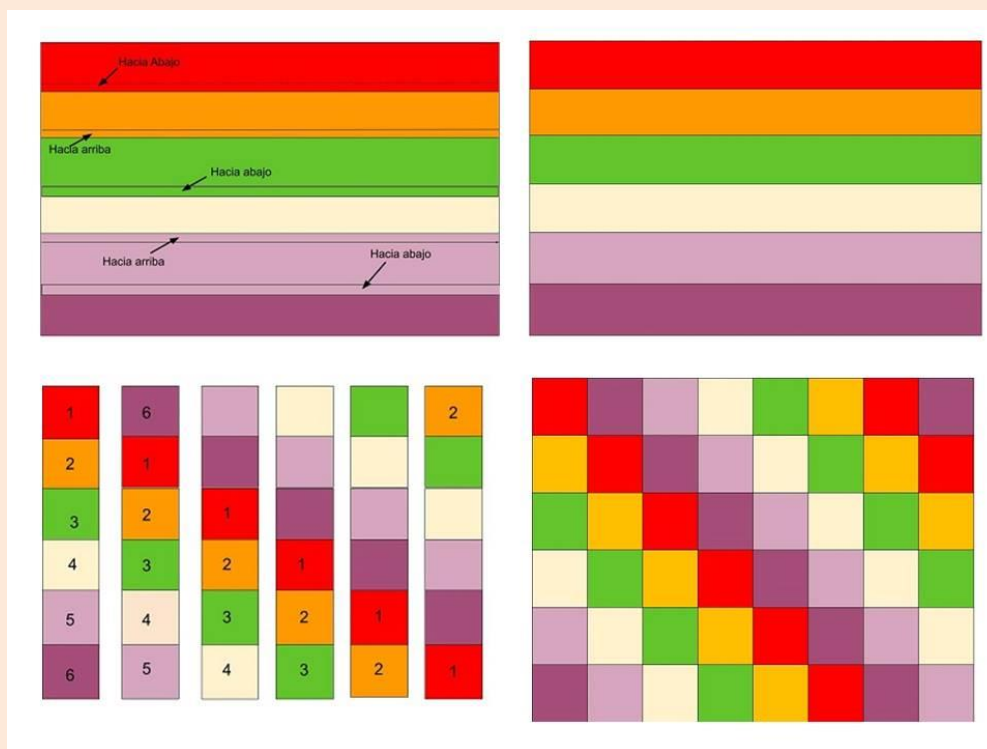 Hacia Abajo
Hacia arriba
Hacia abajo
Hacia arriba
Hacia abajo
1 6 2
2 1
3 2 1
4 3 2 1
5 4 3 2 1
6 5 4 3 2 1